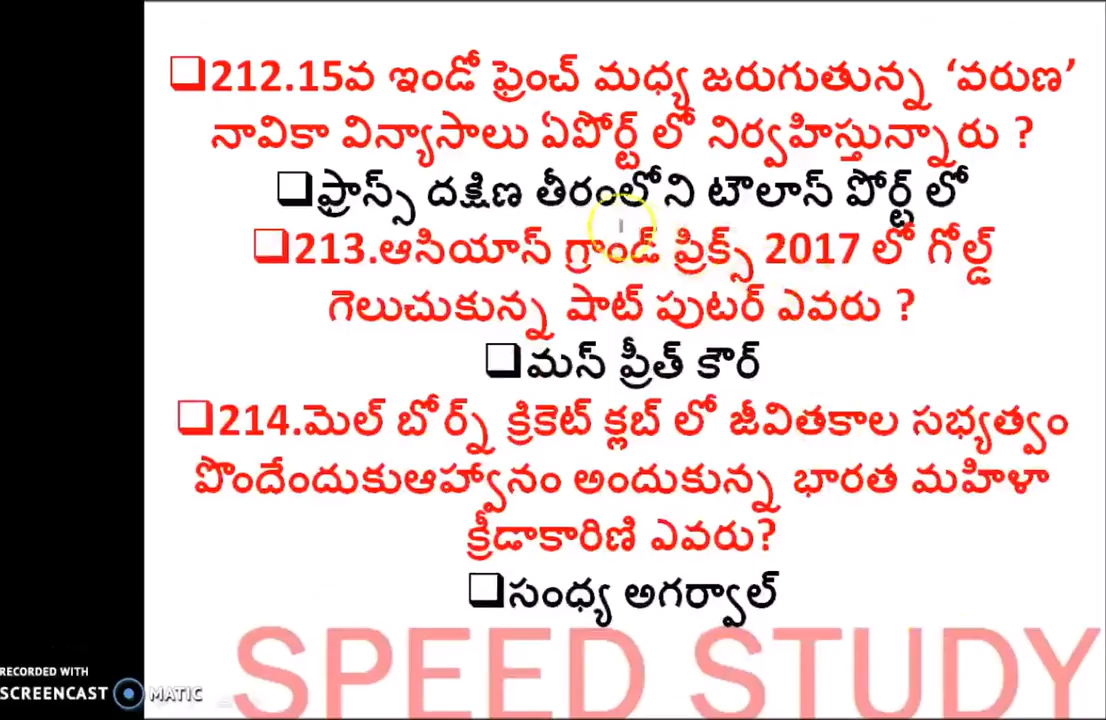 212.15వ ఇండో ఫ్రెంచ్ మధ్య జరుగుతున్న ‘వరుణ’
నావికా విన్యాసాలు ఏపోర్ట్ లో నిర్వహిస్తున్నారు ?
ఫ్రాన్స్ దక్షిణ తీరంలోని టౌలాస్ పోర్ట్ లో
213.ఆసియాస్ గ్రాండ్ ప్రిక్స్ 2017 లో గోల్డ్
గెలుచుకున్న షాట్ పుటర్ ఎవరు ?
మస్ ప్రీత్ కౌర్
214.మెల్ బోర్న్ క్రికెట్ క్లబ్ లో జీవితకాల సభ్యత్వం
పొందేందుకుఆహ్వానం అందుకున్న భారత మహిళా
క్రీడాకారిణి ఎవరు?
సంధ్య అగర్వాల్
SPEED STUDY
RECORDED WITH
SCREENCAST MATIC